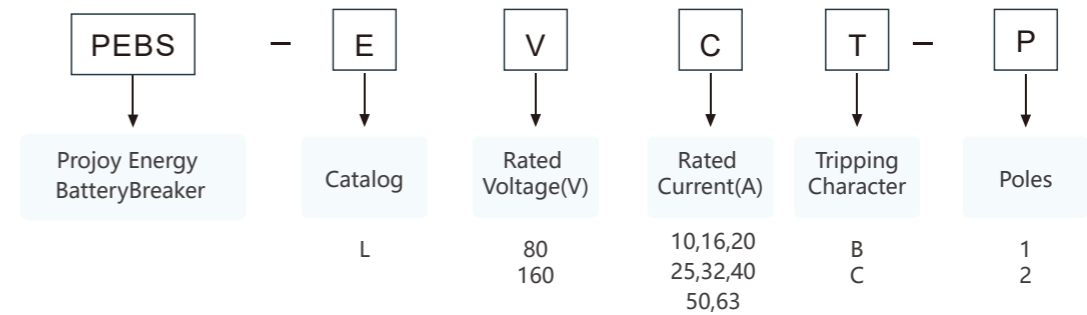 PEBS – E V C T – P
Projoy Energy
BatteryBreaker
Catalog
Rated
Voltage(V)
Rated
Current(A)
Tripping
Character
Poles
L
80
160
10,16,20
25,32,40
50,63
B
C
1
2